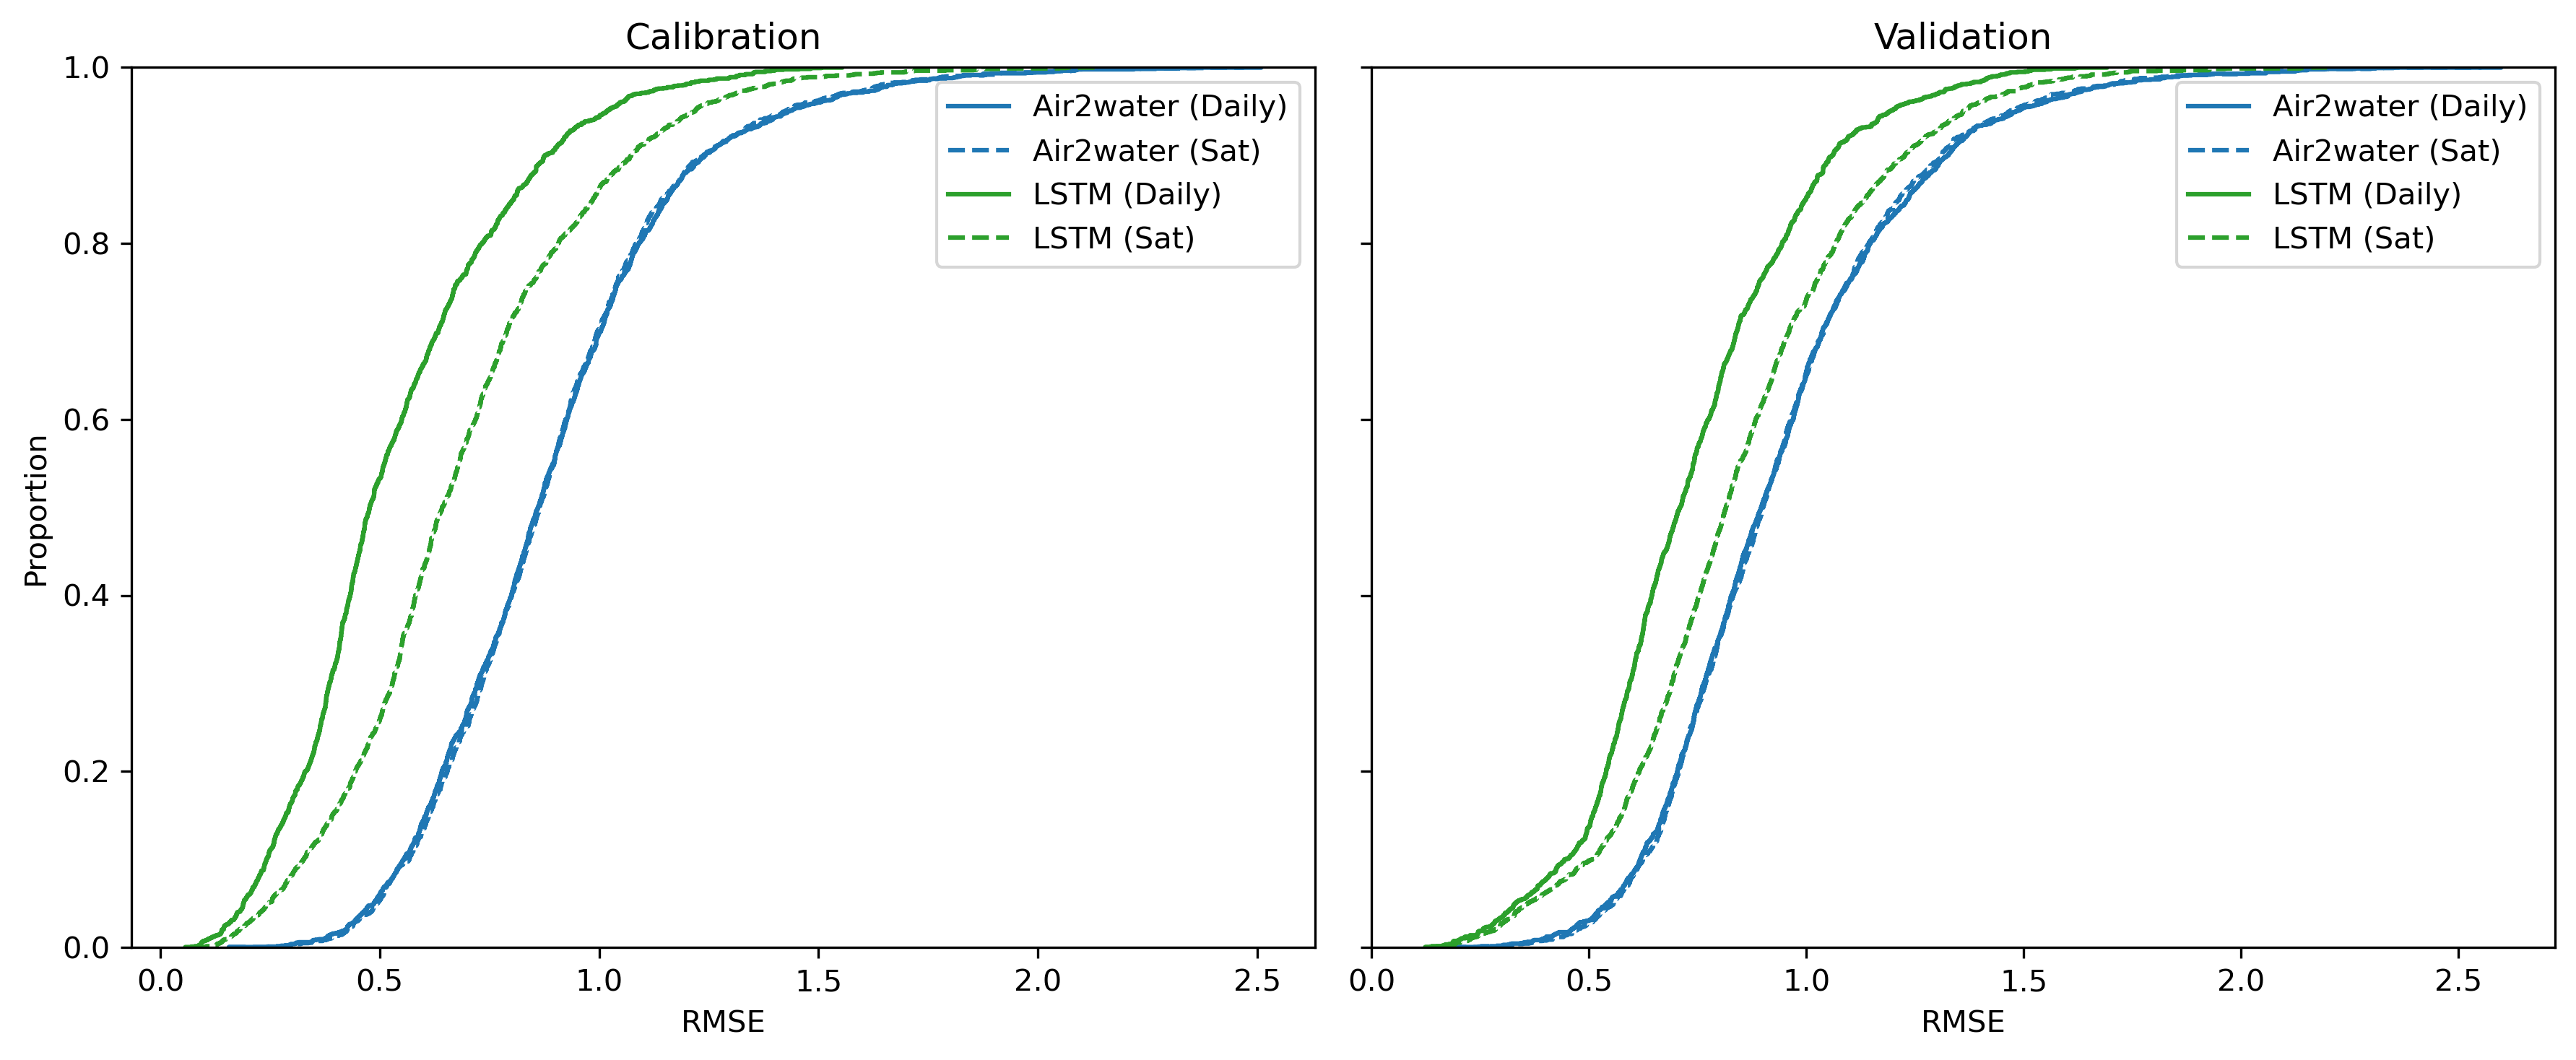 Calibration
Proportion
1.0
0.8
0.6
0.4
0.2
0.0
0.0 0.5 1.0 1.5 2.0 2.5
RMSE
Air2water (Daily)
Air2water (Sat)
LSTM (Daily)
LSTM (Sat)
Validation
0.0 0.5 1.0 1.5 2.0 2.5
RMSE
Air2water (Daily)
Air2water (Sat)
LSTM (Daily)
LSTM (Sat)